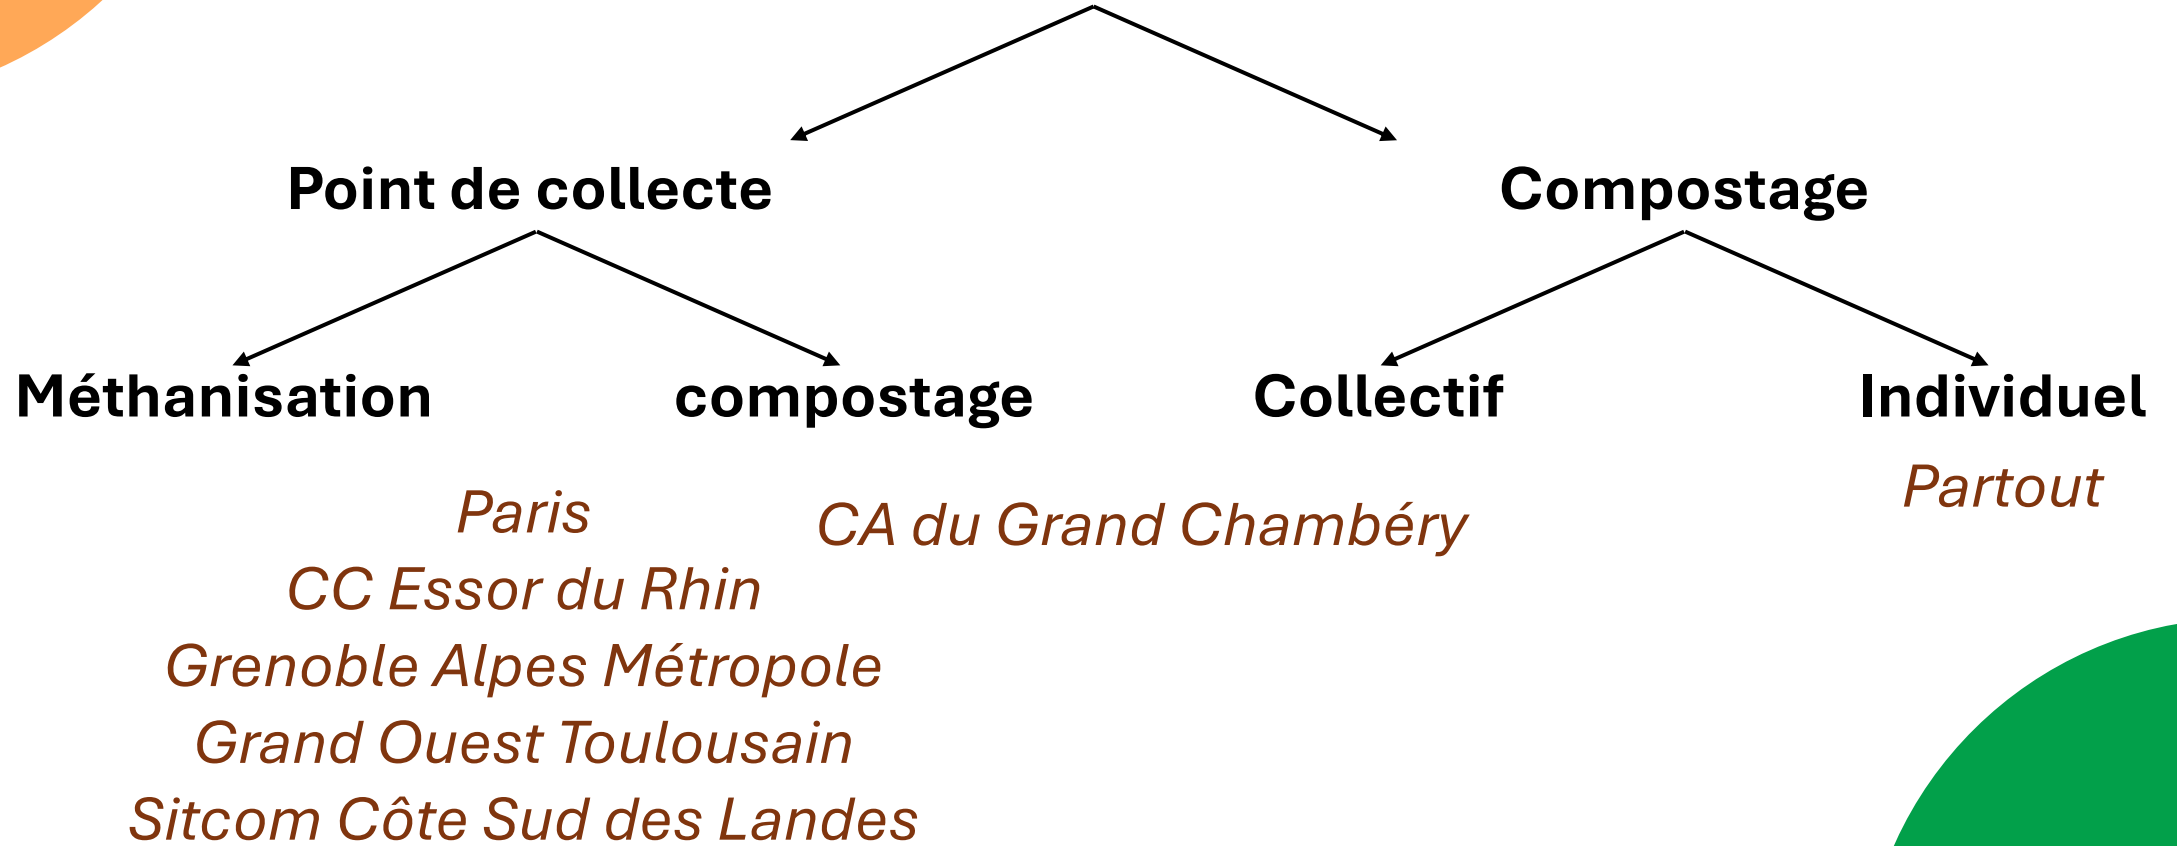 Point de collecte
Compostage
Méthanisation
compostage
Collectif
Individuel
Partout
Paris
CC Essor du Rhin
Grenoble Alpes Métropole
Grand Ouest Toulousain
Sitcom Côte Sud des Landes
CA du Grand Chambéry